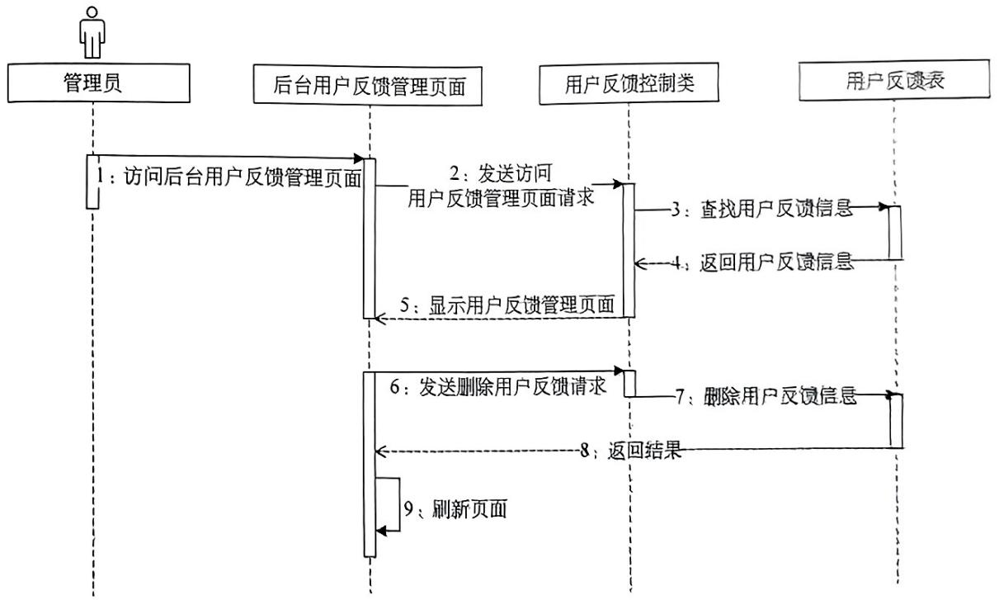 管理员
后台用户反馈管理页面
用户反馈控制类
用户反馈表
1：访问后台用户反馈管理页面
2：发送访问
用户反馈管理页面请求
3：查找用户反馈信息
4：返回用户反馈信息
5：显示用户反馈管理页面
6：发送删除用户反馈请求
7：删除用户反馈信息
8：返回结果
9：刷新页面